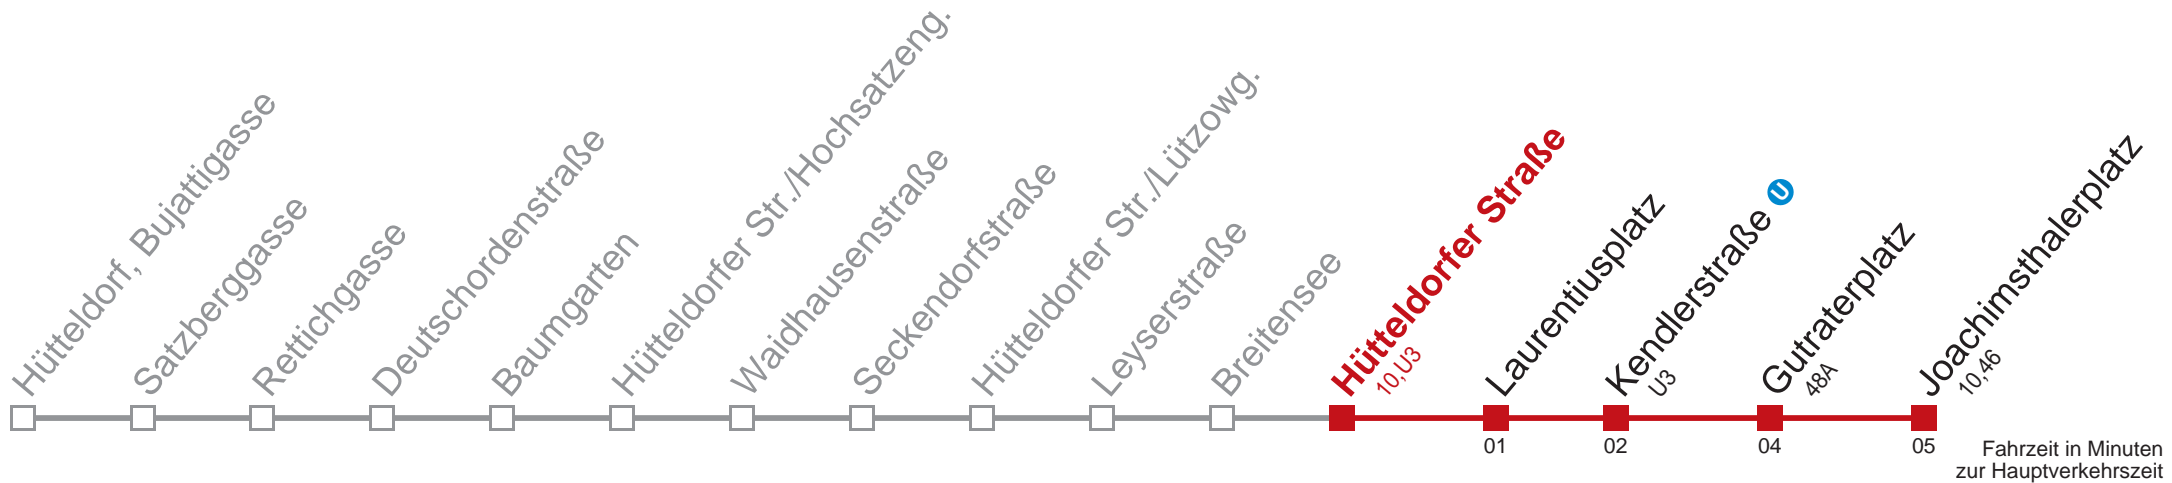 Hütteldorf, Bujattigasse
Satzberggasse
Rettichgasse
Deutschordenstraße
Baumgarten
Hütteldorfer Str./Hochsatzeng.
Waidhausenstraße
Seckendorfstraße
Hütteldorfer Str./Lützowg.
Leyserstraße
Breitensee
Hütteldorfer Straße
10,U3
Laurentiusplatz
Kendlerstraße U
U3
Gutraterplatz
48A
Joachimsthalerplatz
10,46
01
02
04
05
Fahrzeit in Minuten
zur Hauptverkehrszeit